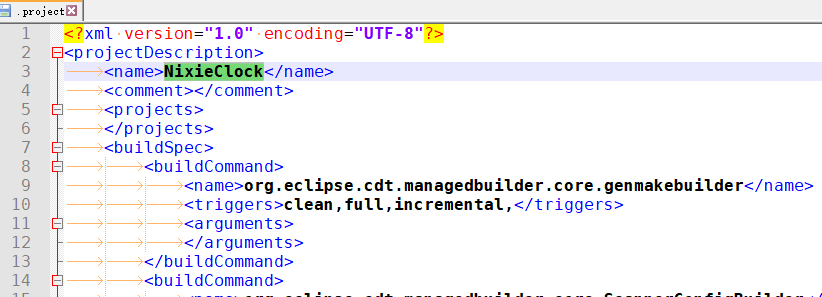 .project
1 <?xml version="1.0" encoding="UTF-8"?>
2 <projectDescription>
3 <name>NixieClock</name>
4 <comment></comment>
5 <projects>
6 </projects>
7 <buildSpec>
8 <buildCommand>
9 <name>org.eclipse.cdt.managedbuilder.core.genmakebuilder</name>
10 <triggers>clean,full,incremental,</triggers>
11 <arguments>
12 </arguments>
13 </buildCommand>
14 <buildCommand>